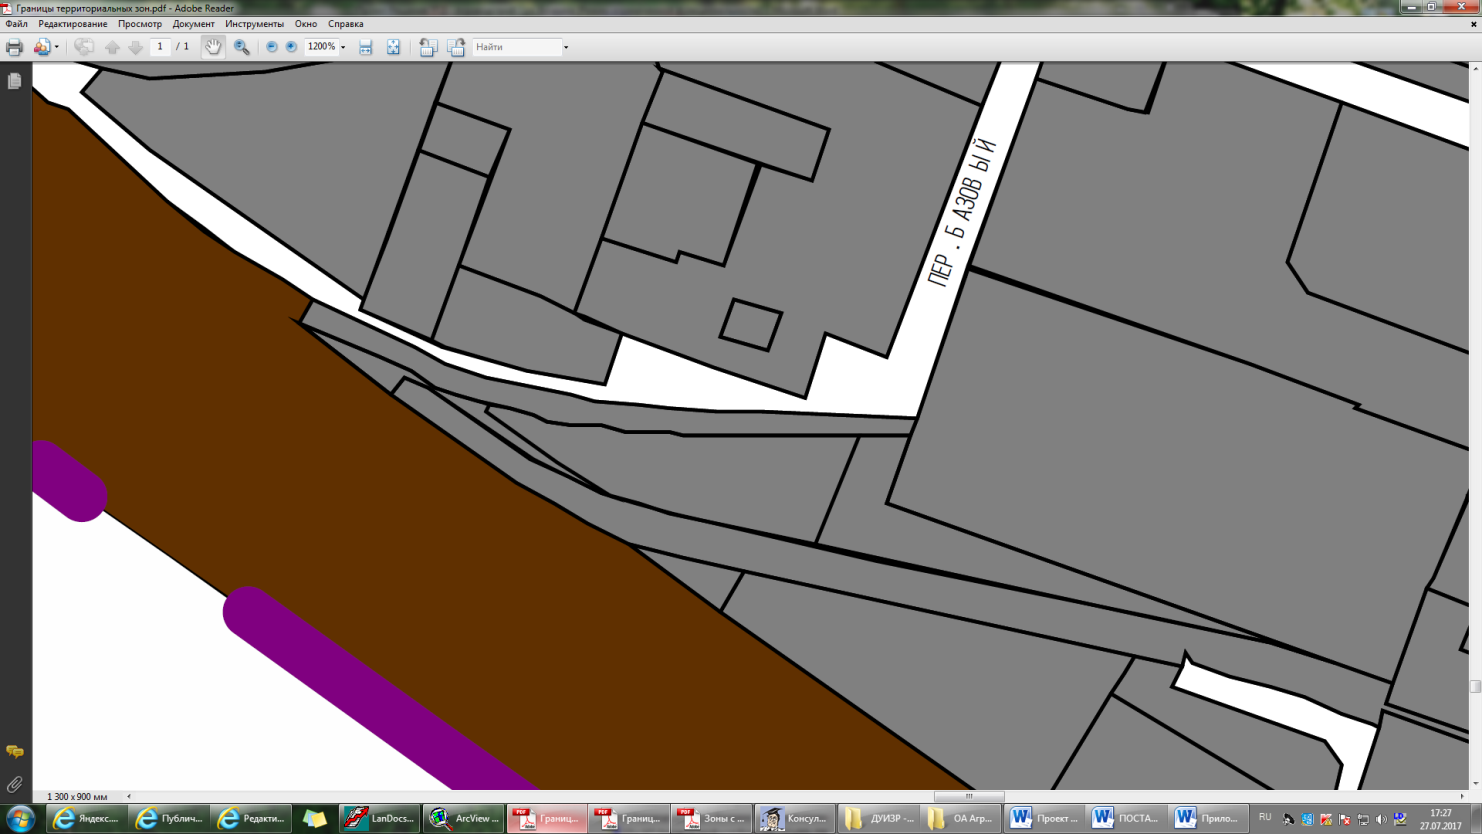 Границы территориальных зон.pdf - Adobe Reader
Файл Редактирование Просмотр Документ Инструменты Окно Справка
1 / 1 1200% Найти
ПЕР . Б АЗОВ ЫЙ
1 300 x 900 мм
Яндекс.... Публич... Редакти... LanDocs... ArcView ... Границ... Границ... Зоны с ... Консул... ДУИЗР -... ОА Агр... Проект ... ПОСТА... Прило... RU 17:27
27.07.2017